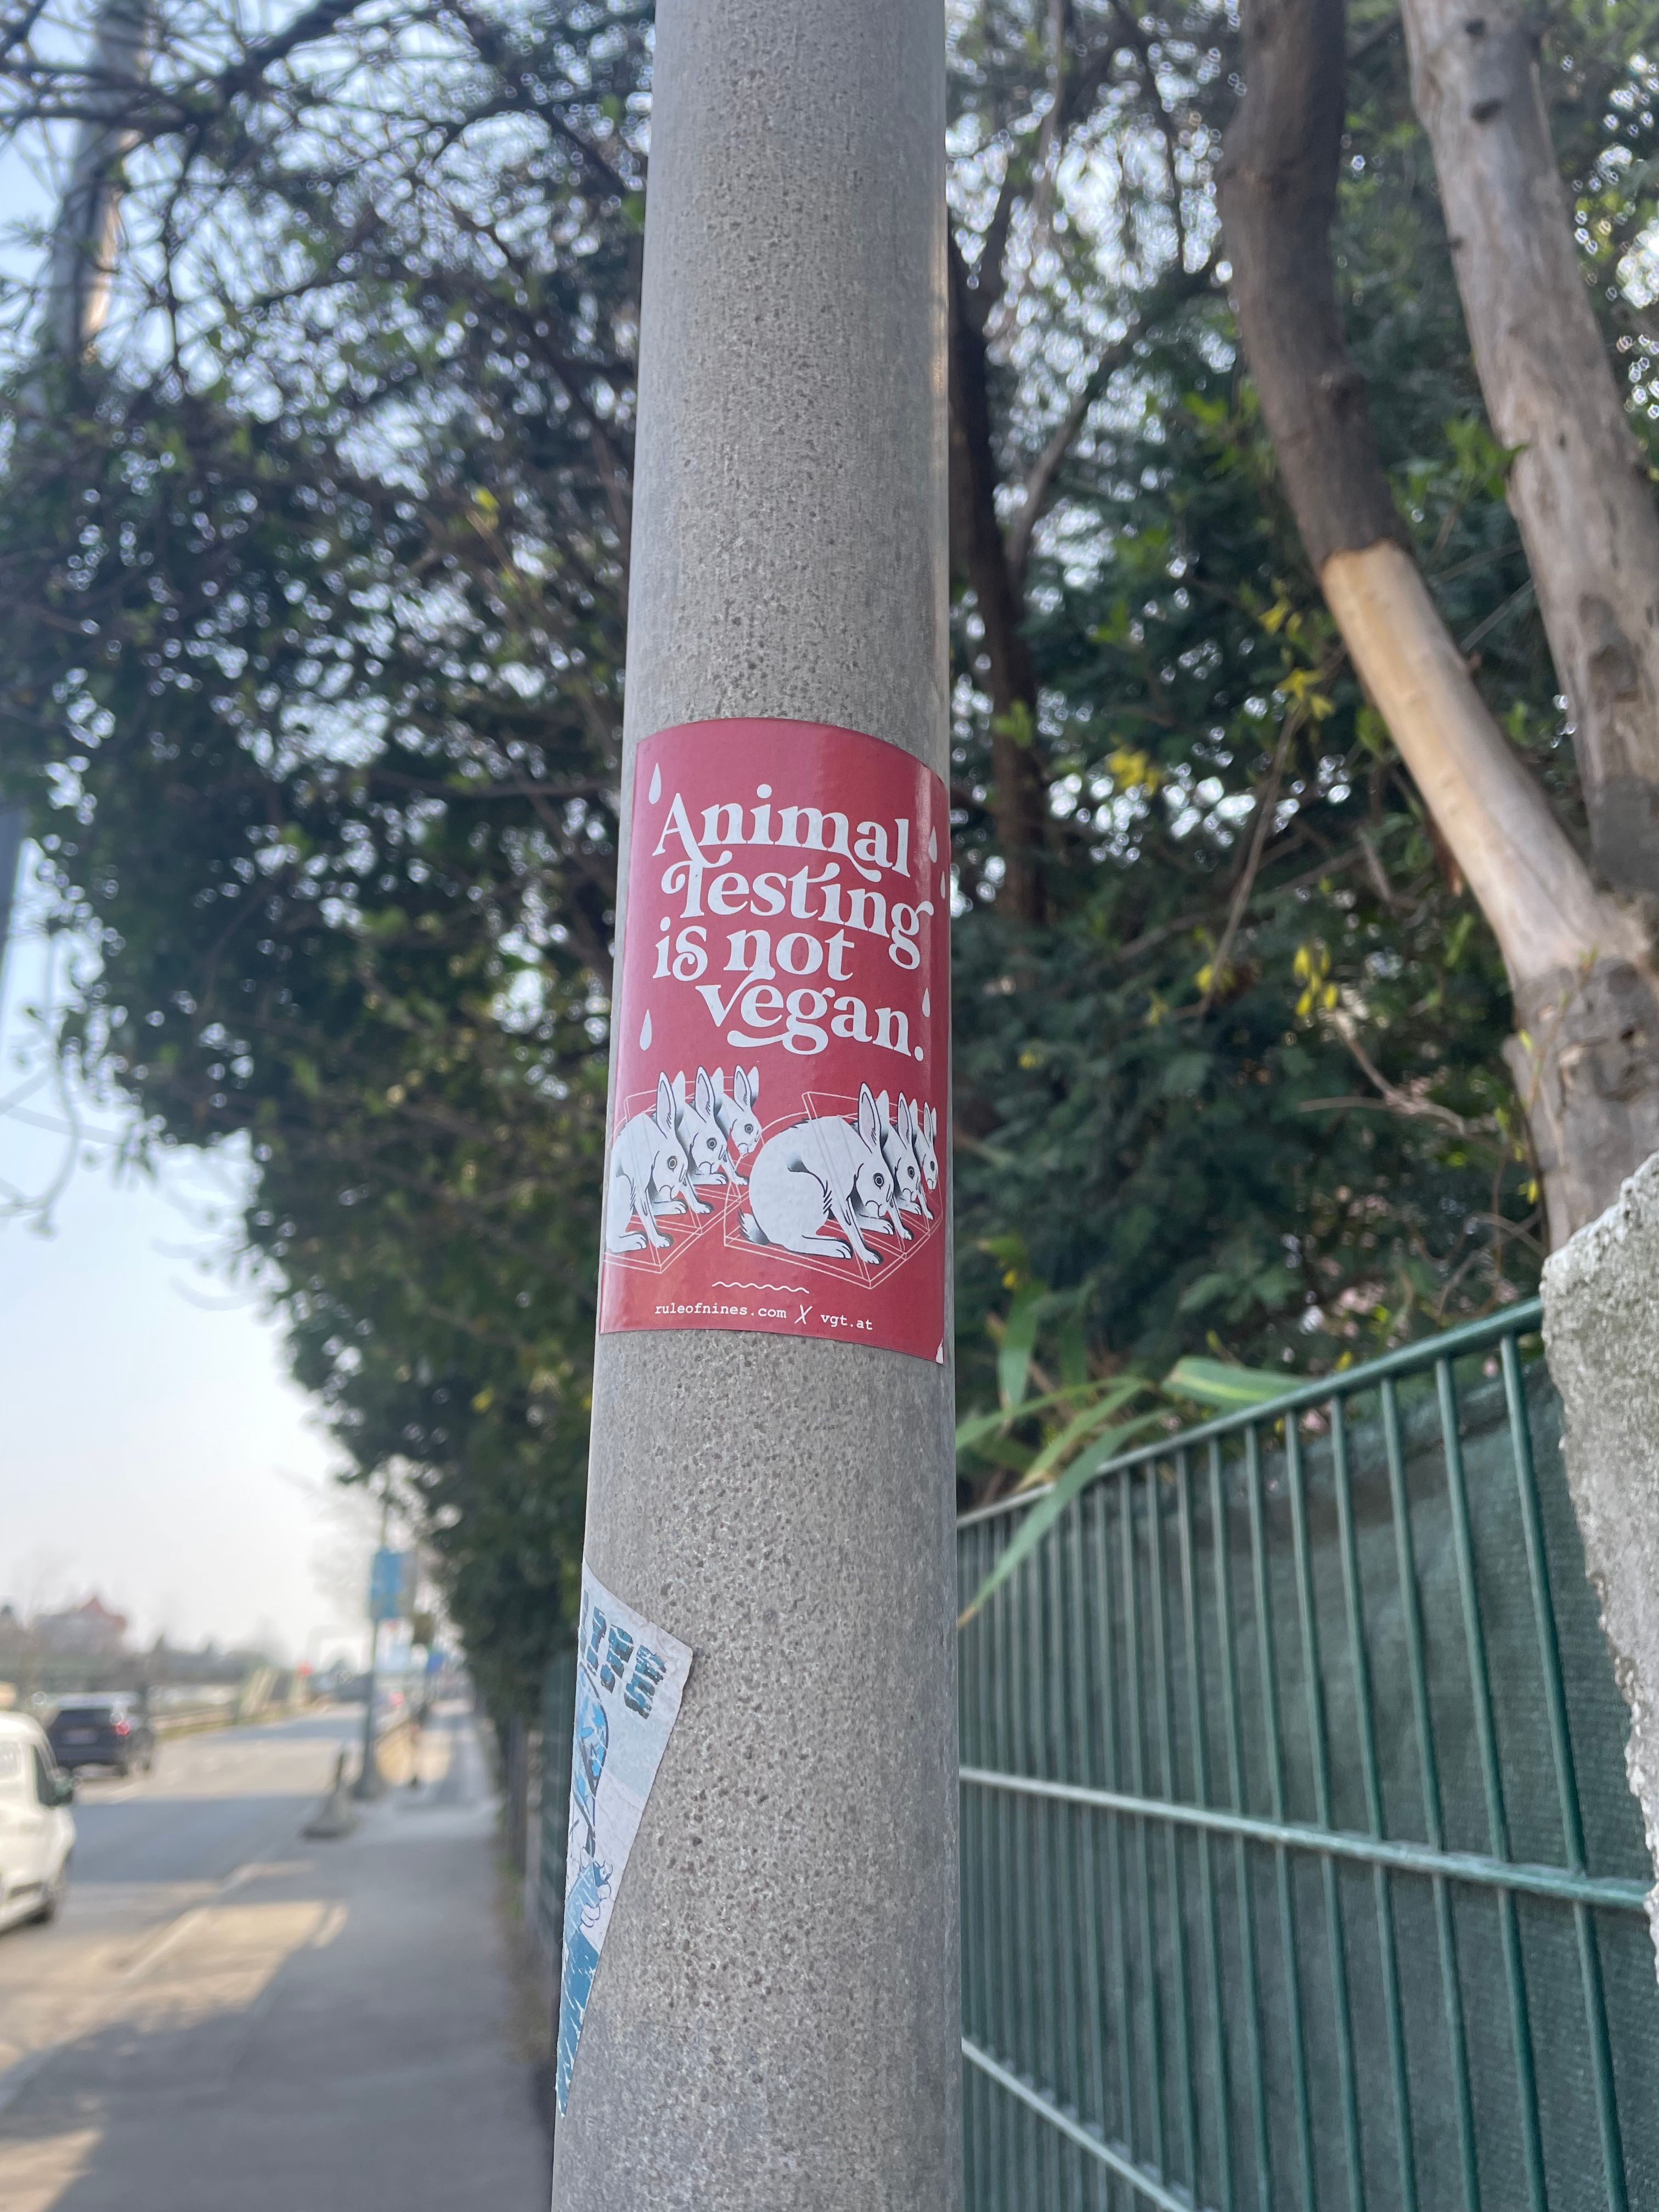 Animal
Testing
is not
vegan.
ruleofnines.com X vgt.at